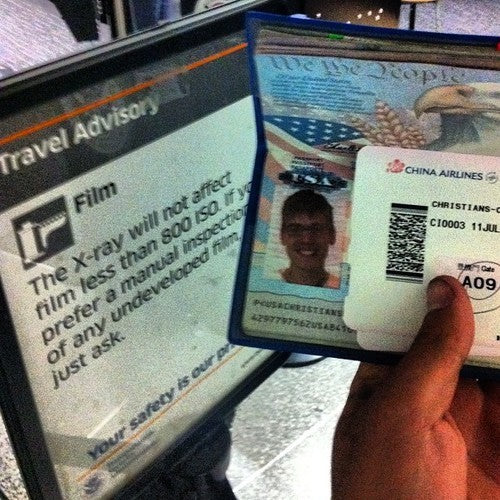 Travel Advisory
Film
The X-ray will not affect
film less than 800 ISO. If you
prefer a manual inspection
of any undeveloped film,
just ask.
Your safety is our pr
We the People
CHINA AIRLINES
CHRISTIANS-
CI0003 11JUL
Gate
A09
P<USACHRISTIANS